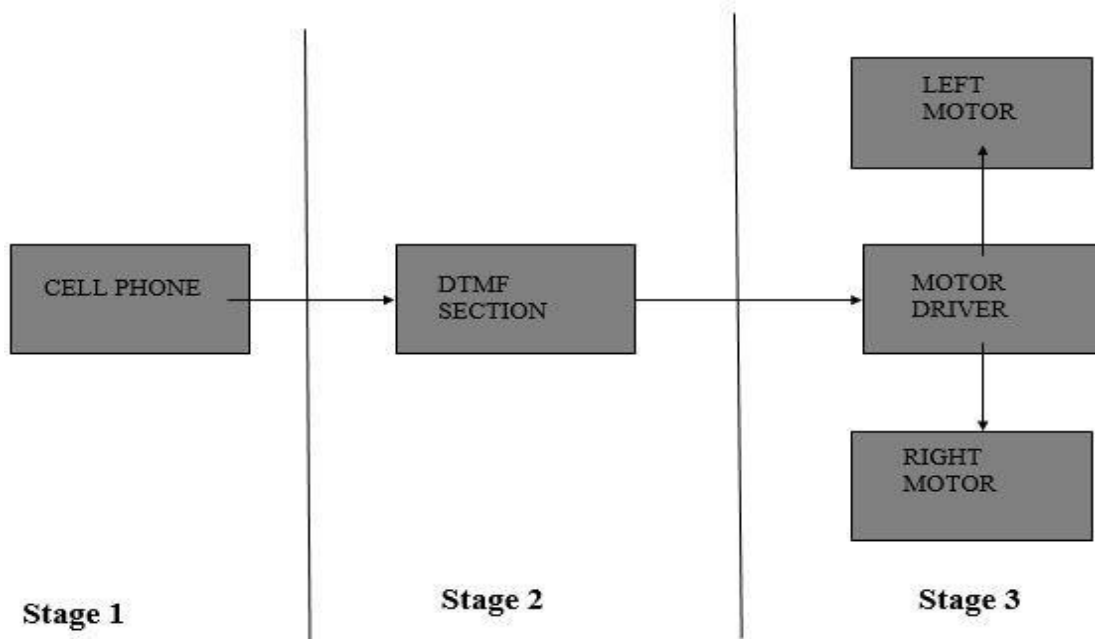 LEFT
MOTOR
CELL PHONE
DTMF
SECTION
MOTOR
DRIVER
RIGHT
MOTOR
Stage 1
Stage 2
Stage 3